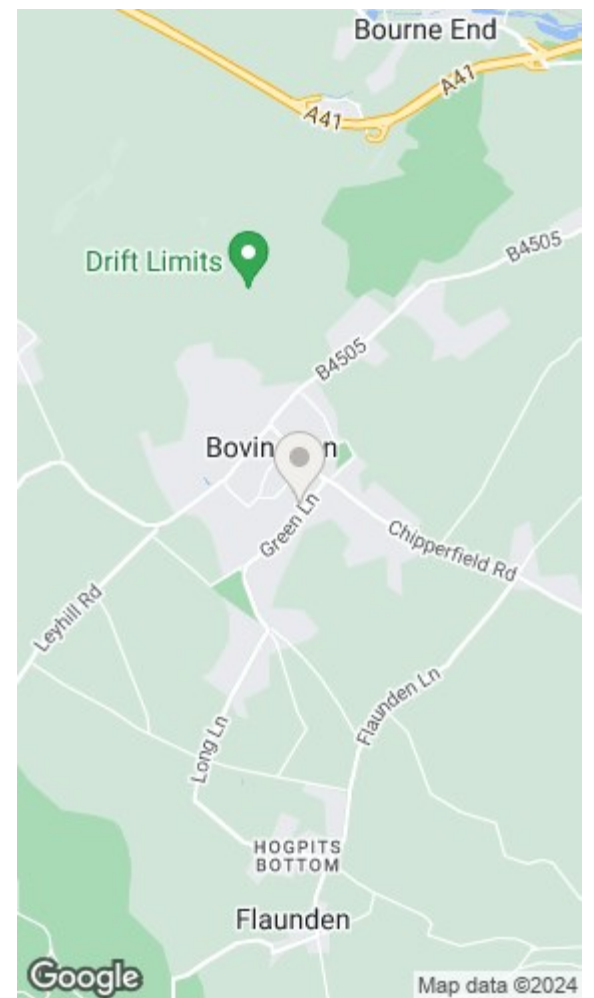 Bourne End
A41
A41
Drift Limits
B4505
B4505
Bovin n
Green Ln
Chipperfield Rd
Leyhill Rd
Flaunden Ln
Long Ln
HOGPITS
BOTTOM
Flaunden
Google
Map data ©2024